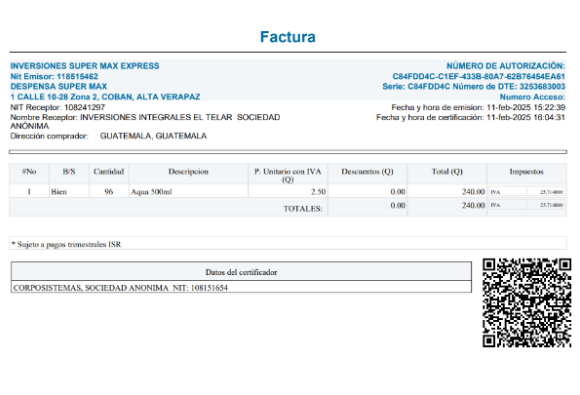 Factura
INVERSIONES SUPER MAX EXPRESS
NÚMERO DE AUTORIZACIÓN:
Nit Emisor: 118515462
C84FDD4C-C1EF-433B-80A7-62B76454EA61
DESPENSA SUPER MAX
Serie: C84FDD4C Número de DTE: 3253683003
1 CALLE 10-28 Zona 2, COBAN, ALTA VERAPAZ
Numero Acceso:
NIT Receptor: 108241297
Fecha y hora de emision: 11-feb-2025 15:22:39
Nombre Receptor: INVERSIONES INTEGRALES EL TELAR SOCIEDAD
Fecha y hora de certificación: 11-feb-2025 16:04:31
ANÓNIMA
Dirección comprador: GUATEMALA, GUATEMALA
#No B/S Cantidad Descripcion P. Unitario con IVA (Q) Descuentos (Q) Total (Q) Impuestos
1 Bien 96 Aqua 500ml 2.50 0.00 240.00 IVA 25.714000
TOTALES: 0.00 240.00 IVA 25.714000
* Sujeto a pagos trimestrales ISR
Datos del certificador
CORPOSISTEMAS, SOCIEDAD ANONIMA NIT: 108151654